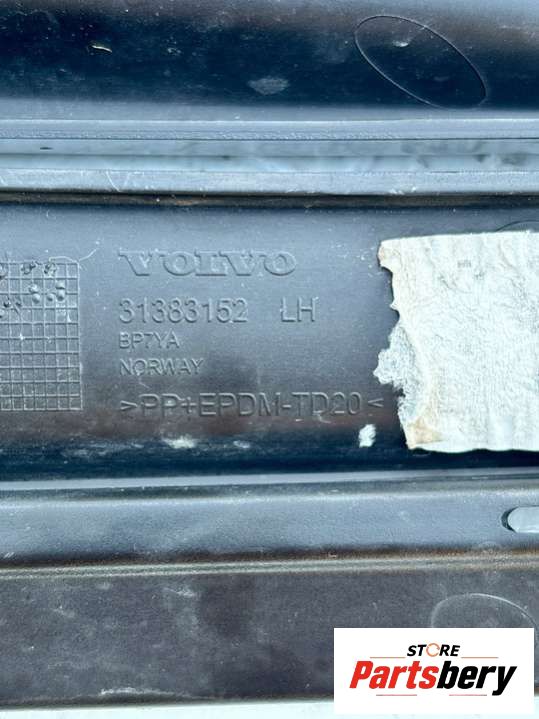 VOLVO
31383152 LH
BP7YA
NORWAY
>PP+EPDM-TD20<
STORE
Partsbery